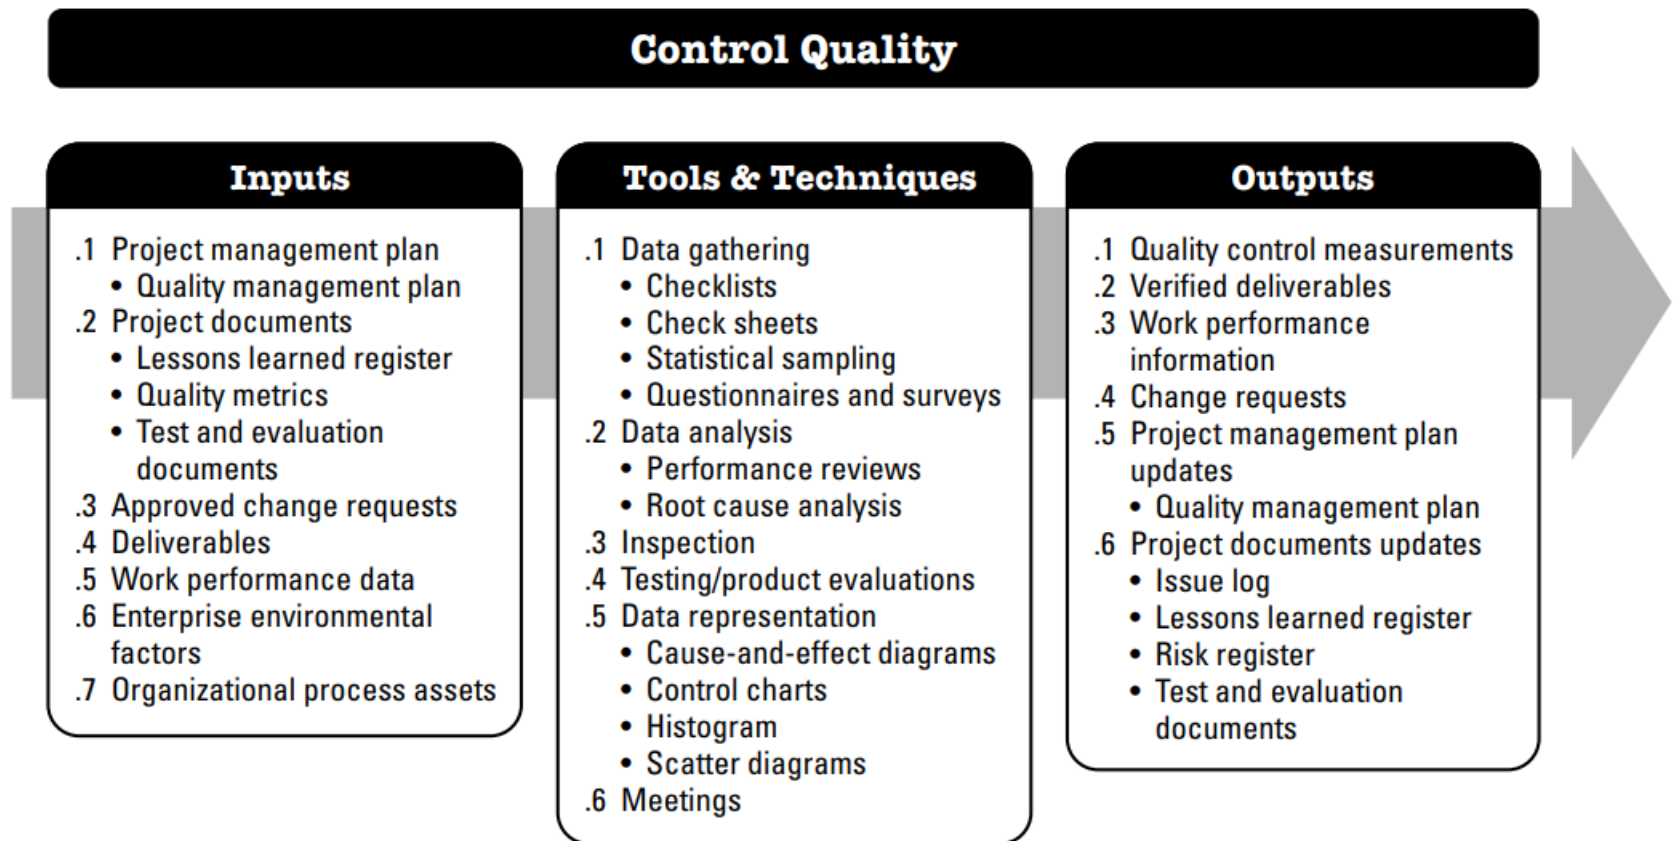 Control Quality
Inputs
.1 Project management plan
• Quality management plan
.2 Project documents
• Lessons learned register
• Quality metrics
• Test and evaluation
documents
.3 Approved change requests
.4 Deliverables
.5 Work performance data
.6 Enterprise environmental
factors
.7 Organizational process assets
Tools & Techniques
.1 Data gathering
• Checklists
• Check sheets
• Statistical sampling
• Questionnaires and surveys
.2 Data analysis
• Performance reviews
• Root cause analysis
.3 Inspection
.4 Testing/product evaluations
.5 Data representation
• Cause-and-effect diagrams
• Control charts
• Histogram
• Scatter diagrams
.6 Meetings
Outputs
.1 Quality control measurements
.2 Verified deliverables
.3 Work performance
information
.4 Change requests
.5 Project management plan
updates
• Quality management plan
.6 Project documents updates
• Issue log
• Lessons learned register
• Risk register
• Test and evaluation
documents